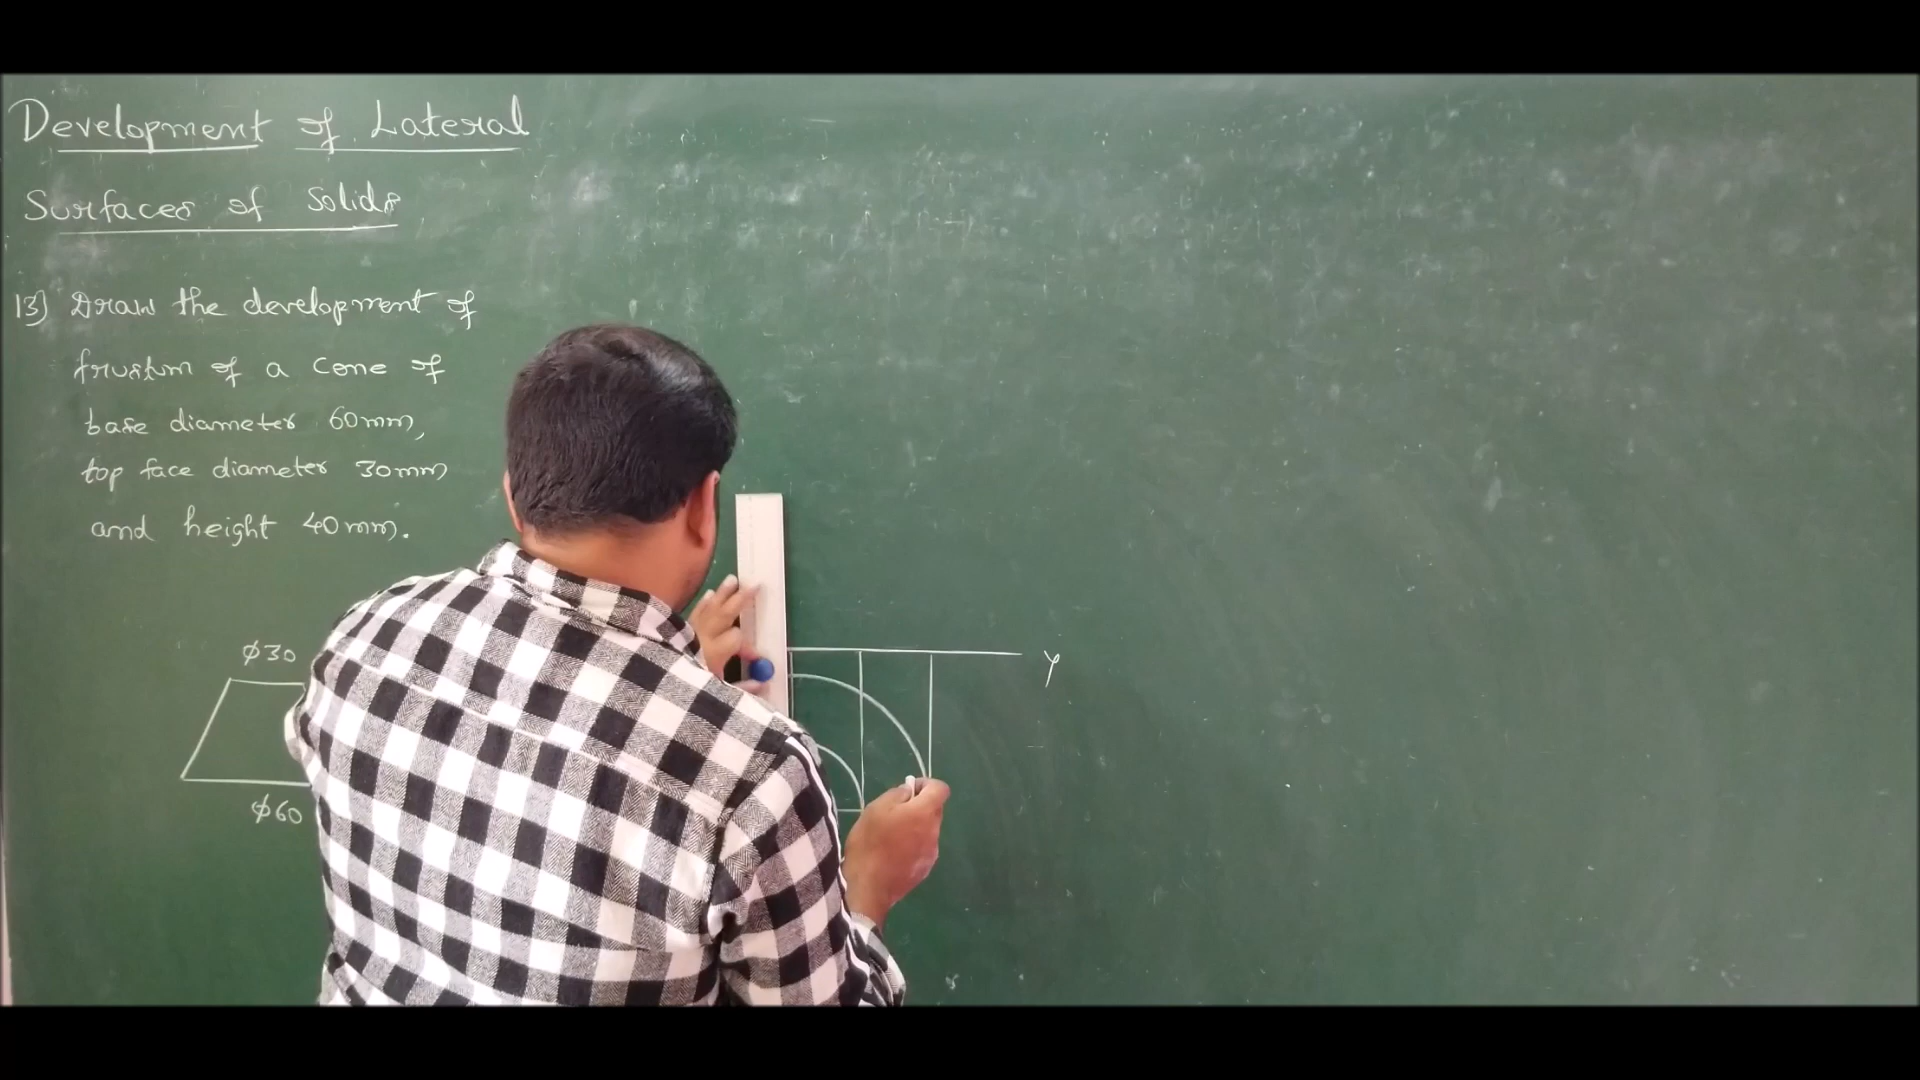 Development of Lateral
Surfaces of Solids
13) Draw the development of
frustum of a cone of
base diameter 60mm,
top face diameter 30mm
and height 40mm.
φ30
φ60
Y